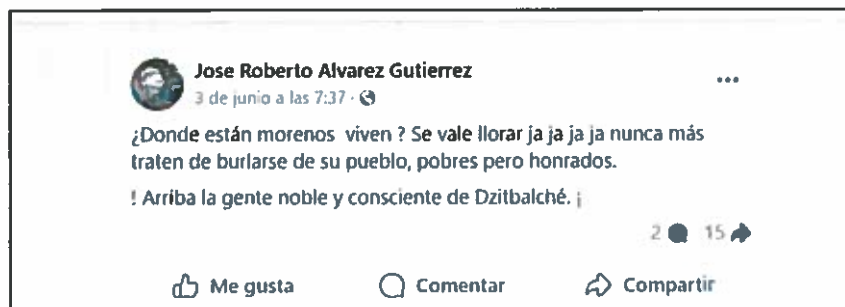 Jose Roberto Alvarez Gutierrez
3 de junio a las 7:37 ·
¿Donde están morenos viven ? Se vale llorar ja ja ja ja nunca más
traten de burlarse de su pueblo, pobres pero honrados.
! Arriba la gente noble y consciente de Dzitbalché. ¡
2 15
Me gusta Comentar Compartir